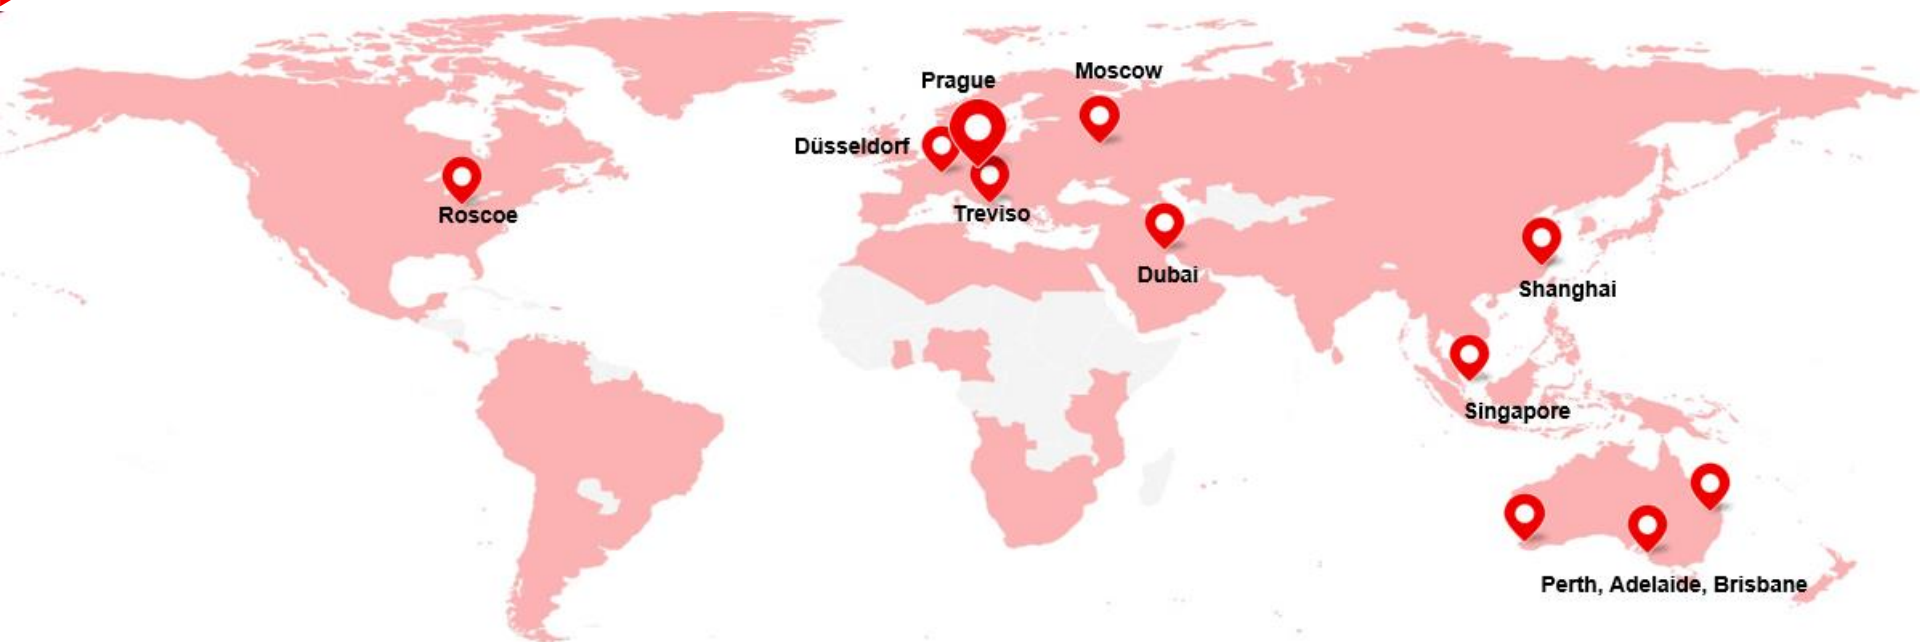 Moscow
Prague
Düsseldorf
Roscoe
Treviso
Dubai
Shanghai
Singapore
Perth, Adelaide, Brisbane